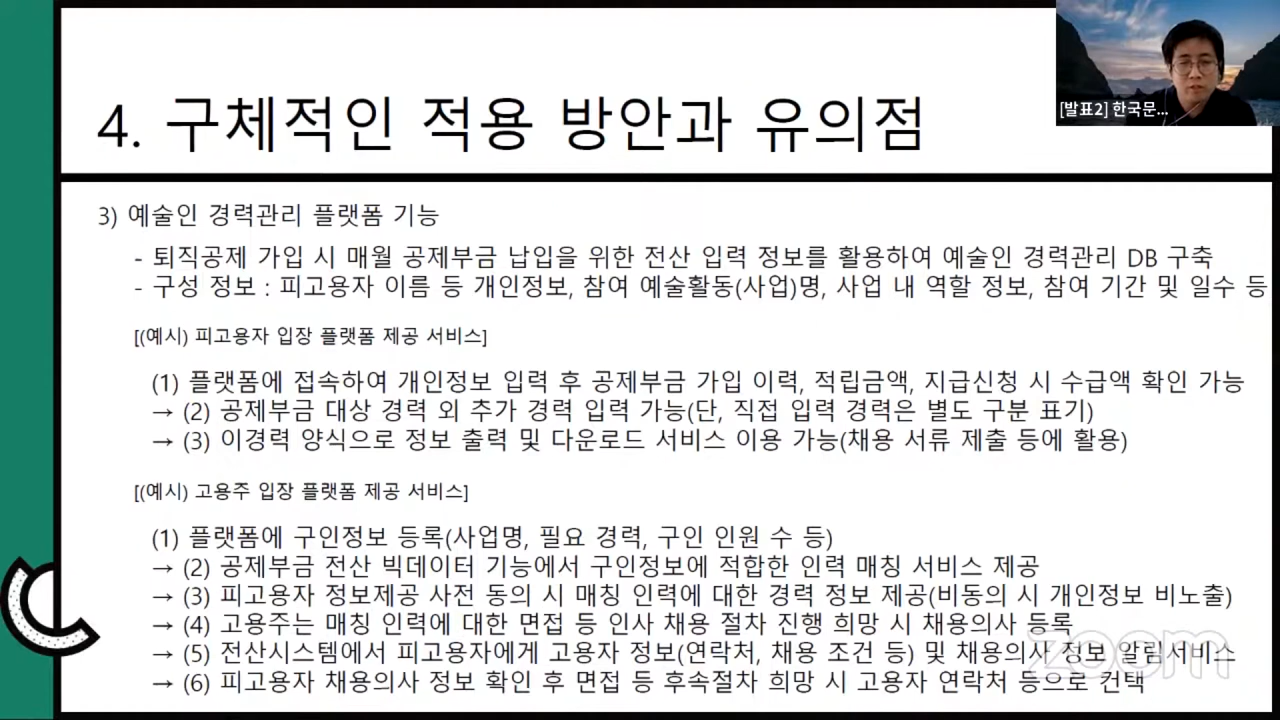 [발표2] 한국문...
4. 구체적인 적용 방안과 유의점
3) 예술인 경력관리 플랫폼 기능
- 퇴직공제 가입 시 매월 공제부금 납입을 위한 전산 입력 정보를 활용하여 예술인 경력관리 DB 구축
- 구성 정보 : 피고용자 이름 등 개인정보, 참여 예술활동(사업)명, 사업 내 역할 정보, 참여 기간 및 일수 등
[(예시) 피고용자 입장 플랫폼 제공 서비스]
(1) 플랫폼에 접속하여 개인정보 입력 후 공제부금 가입 이력, 적립금액, 지급신청 시 수급액 확인 가능
→ (2) 공제부금 대상 경력 외 추가 경력 입력 가능(단, 직접 입력 경력은 별도 구분 표기)
→ (3) 이경력 양식으로 정보 출력 및 다운로드 서비스 이용 가능(채용 서류 제출 등에 활용)
[(예시) 고용주 입장 플랫폼 제공 서비스]
(1) 플랫폼에 구인정보 등록(사업명, 필요 경력, 구인 인원 수 등)
→ (2) 공제부금 전산 빅데이터 기능에서 구인정보에 적합한 인력 매칭 서비스 제공
→ (3) 피고용자 정보제공 사전 동의 시 매칭 인력에 대한 경력 정보 제공(비동의 시 개인정보 비노출)
→ (4) 고용주는 매칭 인력에 대한 면접 등 인사 채용 절차 진행 희망 시 채용의사 등록
→ (5) 전산시스템에서 피고용자에게 고용자 정보(연락처, 채용 조건 등) 및 채용의사 정보 알림서비스
→ (6) 피고용자 채용의사 정보 확인 후 면접 등 후속절차 희망 시 고용자 연락처 등으로 컨택
zoom